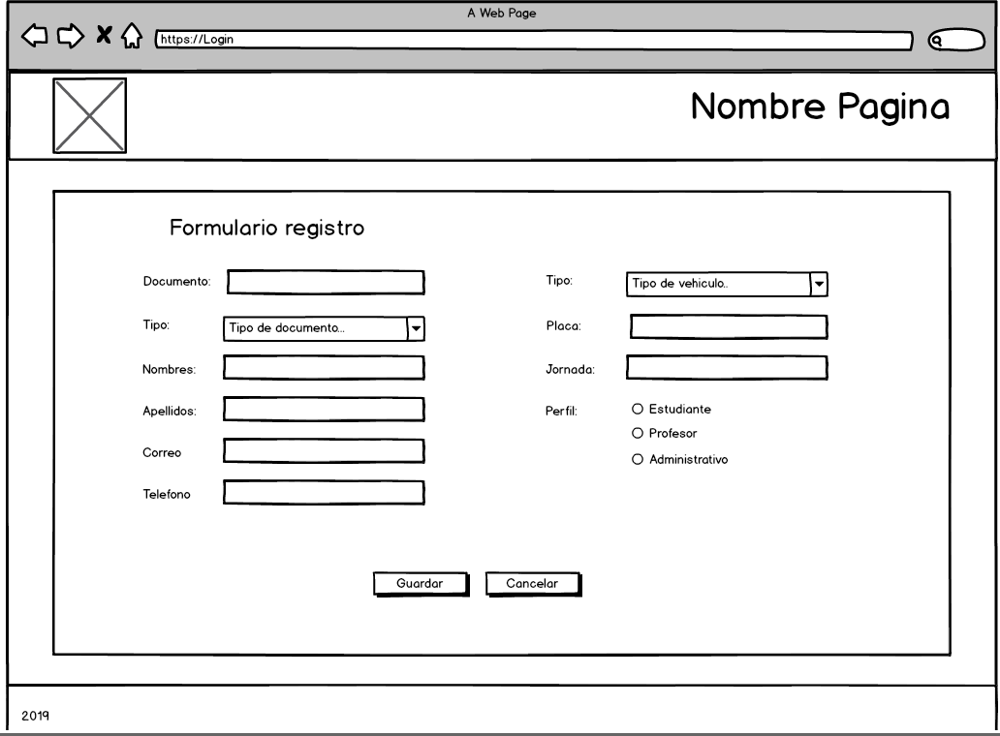 A Web Page
https://Login
Nombre Pagina
Formulario registro
Documento:
Tipo:
Tipo de documento...
Nombres:
Apellidos:
Correo
Telefono
Tipo:
Tipo de vehiculo..
Placa:
Jornada:
Perfil:
Estudiante
Profesor
Administrativo
Guardar
Cancelar
2019